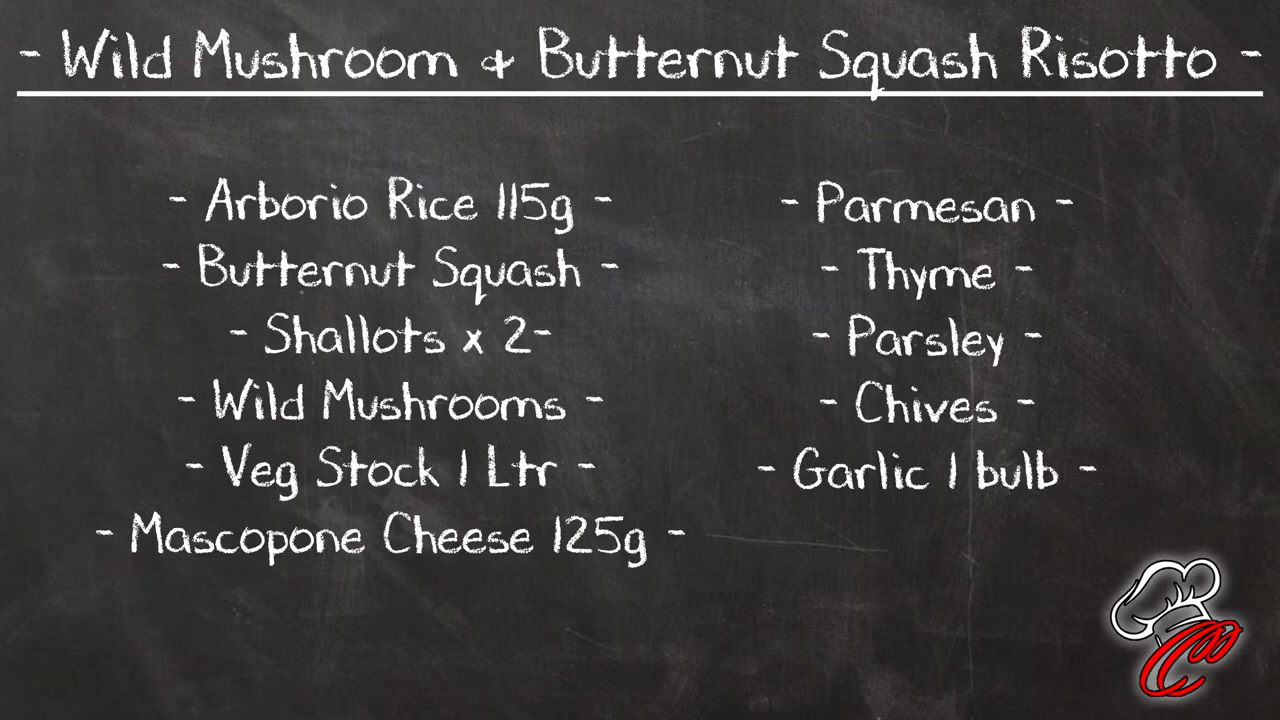 - Wild Mushroom & Butternut Squash Risotto -
- Arborio Rice 115g -
- Butternut Squash -
- Shallots x 2-
- Wild Mushrooms -
- Veg Stock 1 Ltr -
- Mascopone Cheese 125g -
- Parmesan -
- Thyme -
- Parsley -
- Chives -
- Garlic 1 bulb -